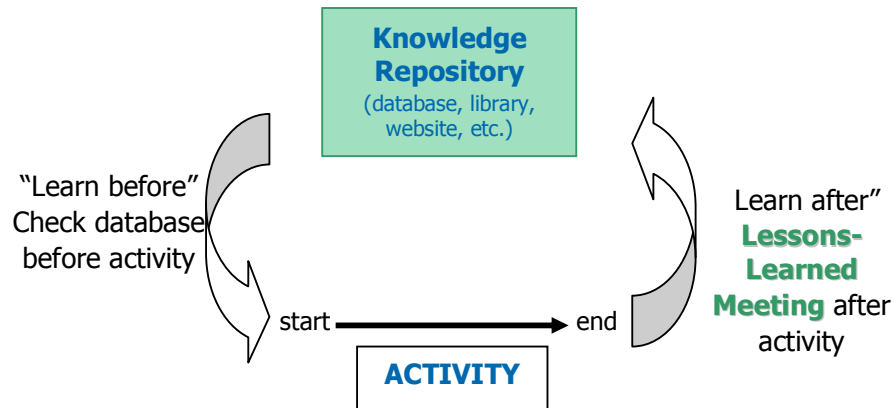 Knowledge
Repository
(database, library,
website, etc.)
“Learn before”
Check database
before activity
Learn after”
Lessons-
Learned
Meeting after
activity
start
end
ACTIVITY